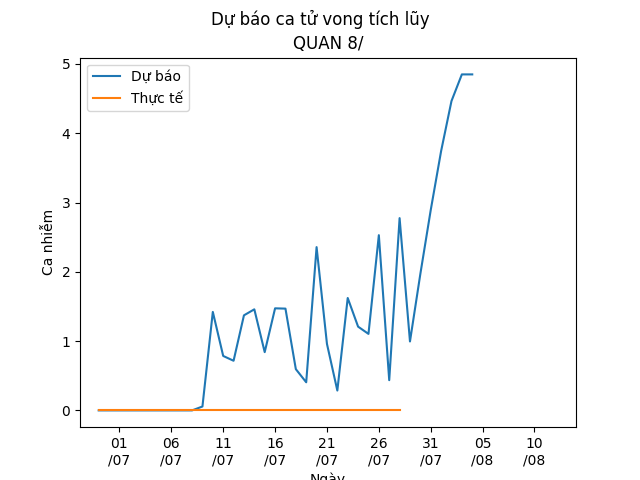 Dự báo ca tử vong tích lũy
QUAN 8/
Dự báo
Thực tế
Ca nhiễm
5
4
3
2
1
0
01 06 11 16 21 26 31 05 10
/07 /07 /07 /07 /07 /07 /07 /08 /08
Ngày